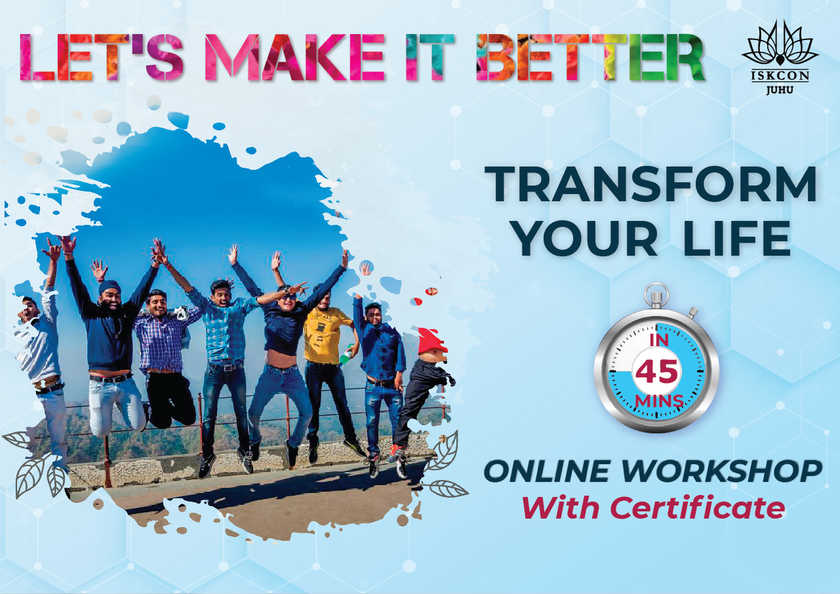 LET'S MAKE IT BETTER
ISKCON
JUHU
TRANSFORM
YOUR LIFE
IN
45
MINS
ONLINE WORKSHOP
With Certificate